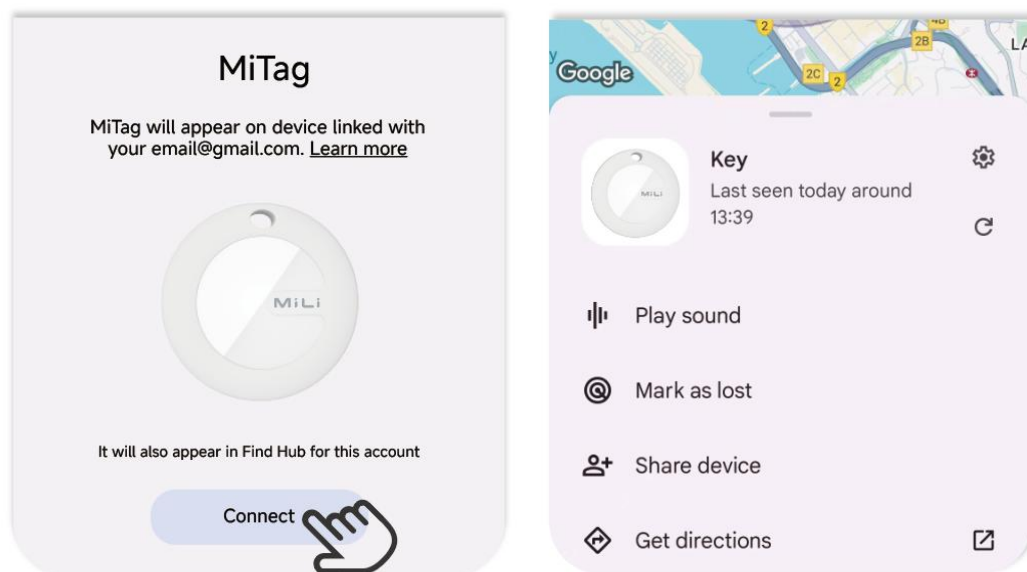 MiTag
MiTag will appear on device linked with
your email@gmail.com. Learn more
MiLi
It will also appear in Find Hub for this account
Connect
2
4B
2B
LA
Google
2C
2
Key
Last seen today around
13:39
MiLi
Play sound
Mark as lost
Share device
Get directions